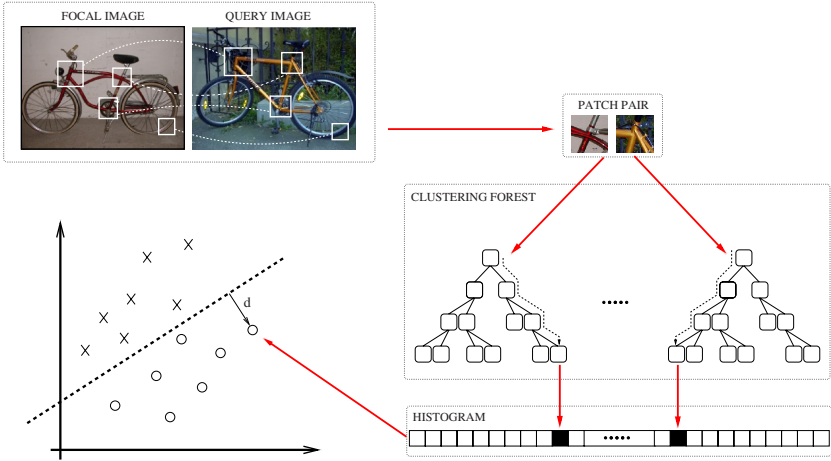 FOCAL IMAGE
QUERY IMAGE
PATCH PAIR
CLUSTERING FOREST
d
HISTOGRAM